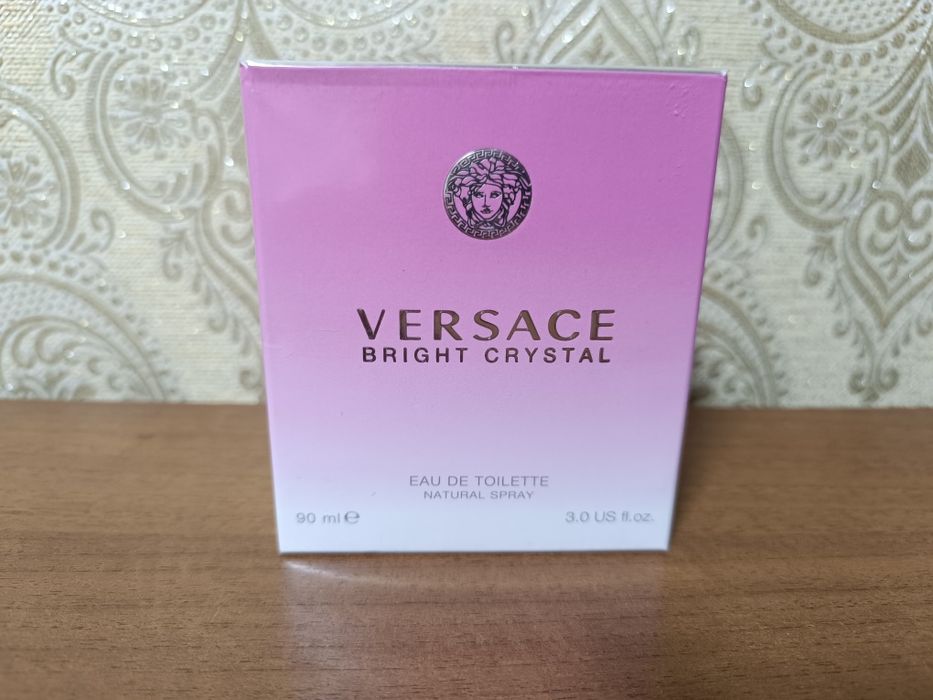 VERSACE
BRIGHT CRYSTAL
EAU DE TOILETTE
NATURAL SPRAY
90 ml ℮ 3.0 US fl.oz.